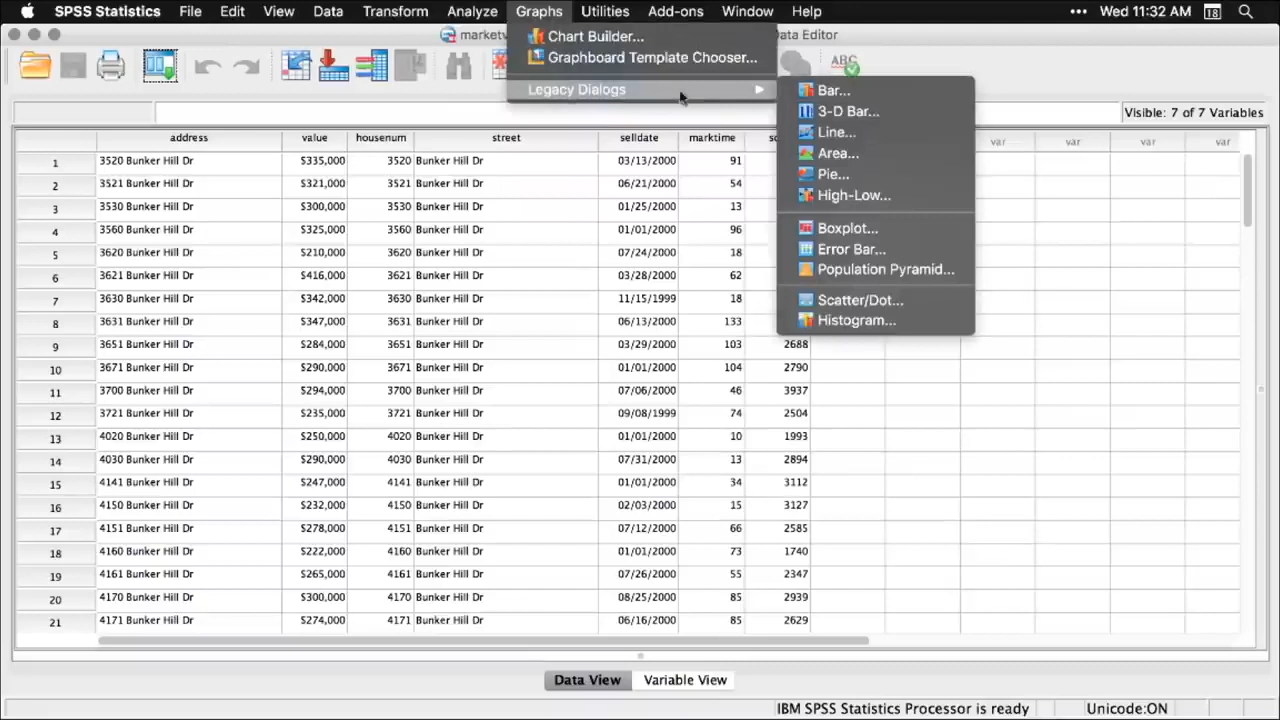 SPSS Statistics File Edit View Data Transform Analyze Graphs Utilities Add-ons Window Help ••• Wed 11:32 AM 18
Data Editor
Chart Builder...
Graphboard Template Chooser...
ABC
Legacy Dialogs
Bar...
3-D Bar...
Line...
Area...
Pie...
High-Low...
Boxplot...
Error Bar...
Population Pyramid...
Scatter/Dot...
Histogram...
Visible: 7 of 7 Variables
address value housenum street selldate marktime var var var var
1 3520 Bunker Hill Dr $335,000 3520 Bunker Hill Dr 03/13/2000 91
2 3521 Bunker Hill Dr $321,000 3521 Bunker Hill Dr 06/21/2000 54
3 3530 Bunker Hill Dr $300,000 3530 Bunker Hill Dr 01/25/2000 13
4 3560 Bunker Hill Dr $325,000 3560 Bunker Hill Dr 01/01/2000 96
5 3620 Bunker Hill Dr $210,000 3620 Bunker Hill Dr 07/24/2000 18
6 3621 Bunker Hill Dr $416,000 3621 Bunker Hill Dr 03/28/2000 62
7 3630 Bunker Hill Dr $342,000 3630 Bunker Hill Dr 11/15/1999 18
8 3631 Bunker Hill Dr $347,000 3631 Bunker Hill Dr 06/13/2000 133
9 3651 Bunker Hill Dr $284,000 3651 Bunker Hill Dr 03/29/2000 103 2688
10 3671 Bunker Hill Dr $290,000 3671 Bunker Hill Dr 01/01/2000 104 2790
11 3700 Bunker Hill Dr $294,000 3700 Bunker Hill Dr 07/06/2000 46 3937
12 3721 Bunker Hill Dr $235,000 3721 Bunker Hill Dr 09/08/1999 74 2504
13 4020 Bunker Hill Dr $250,000 4020 Bunker Hill Dr 01/01/2000 10 1993
14 4030 Bunker Hill Dr $290,000 4030 Bunker Hill Dr 07/31/2000 13 2894
15 4141 Bunker Hill Dr $247,000 4141 Bunker Hill Dr 01/01/2000 34 3112
16 4150 Bunker Hill Dr $232,000 4150 Bunker Hill Dr 02/03/2000 15 3127
17 4151 Bunker Hill Dr $278,000 4151 Bunker Hill Dr 07/12/2000 66 2585
18 4160 Bunker Hill Dr $222,000 4160 Bunker Hill Dr 01/01/2000 73 1740
19 4161 Bunker Hill Dr $265,000 4161 Bunker Hill Dr 07/26/2000 55 2347
20 4170 Bunker Hill Dr $300,000 4170 Bunker Hill Dr 08/25/2000 85 2939
21 4171 Bunker Hill Dr $274,000 4171 Bunker Hill Dr 06/16/2000 85 2629
Data View Variable View
IBM SPSS Statistics Processor is ready Unicode:ON